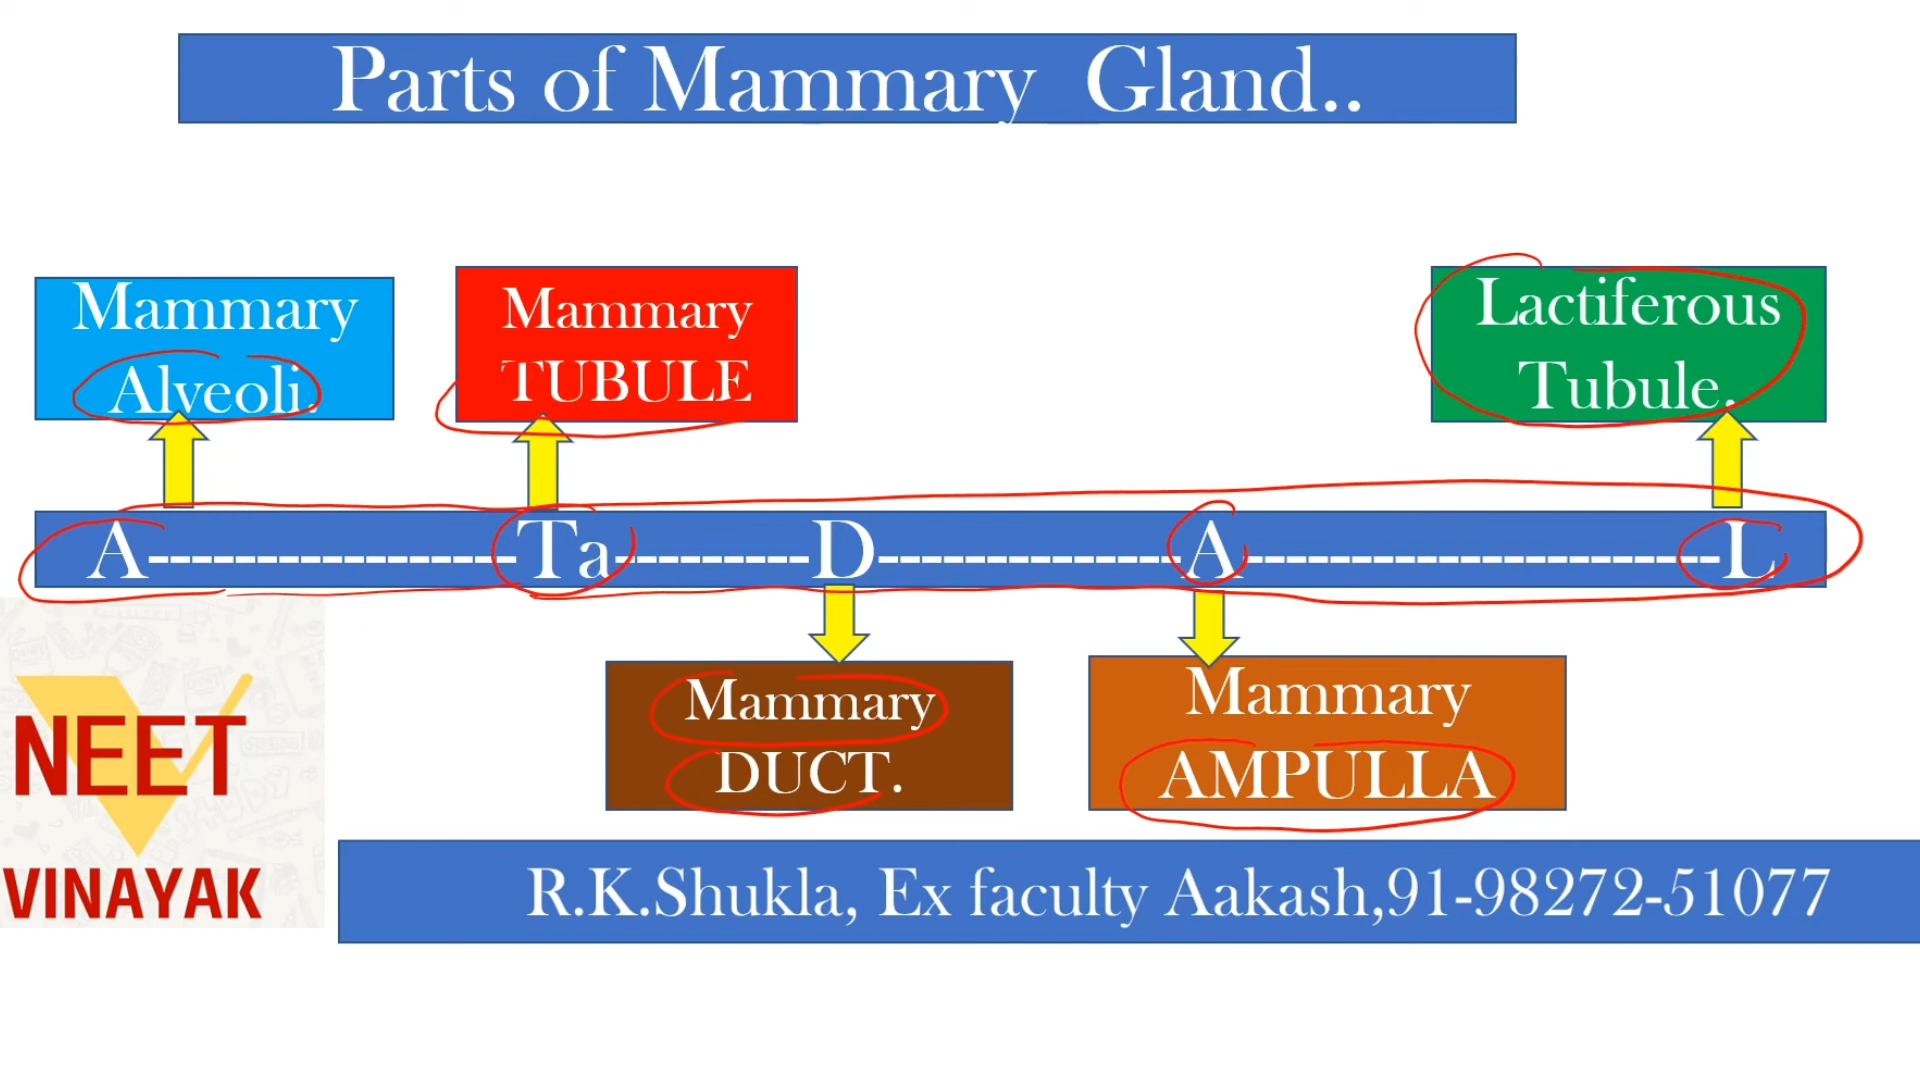 Parts of Mammary Gland..
Mammary
Alveoli.
Mammary
TUBULE
Lactiferous
Tubule.
A----------------Ta-------D-----------A-----------------L
Mammary
DUCT.
Mammary
AMPULLA
NEET
VINAYAK
R.K.Shukla, Ex faculty Aakash,91-98272-51077